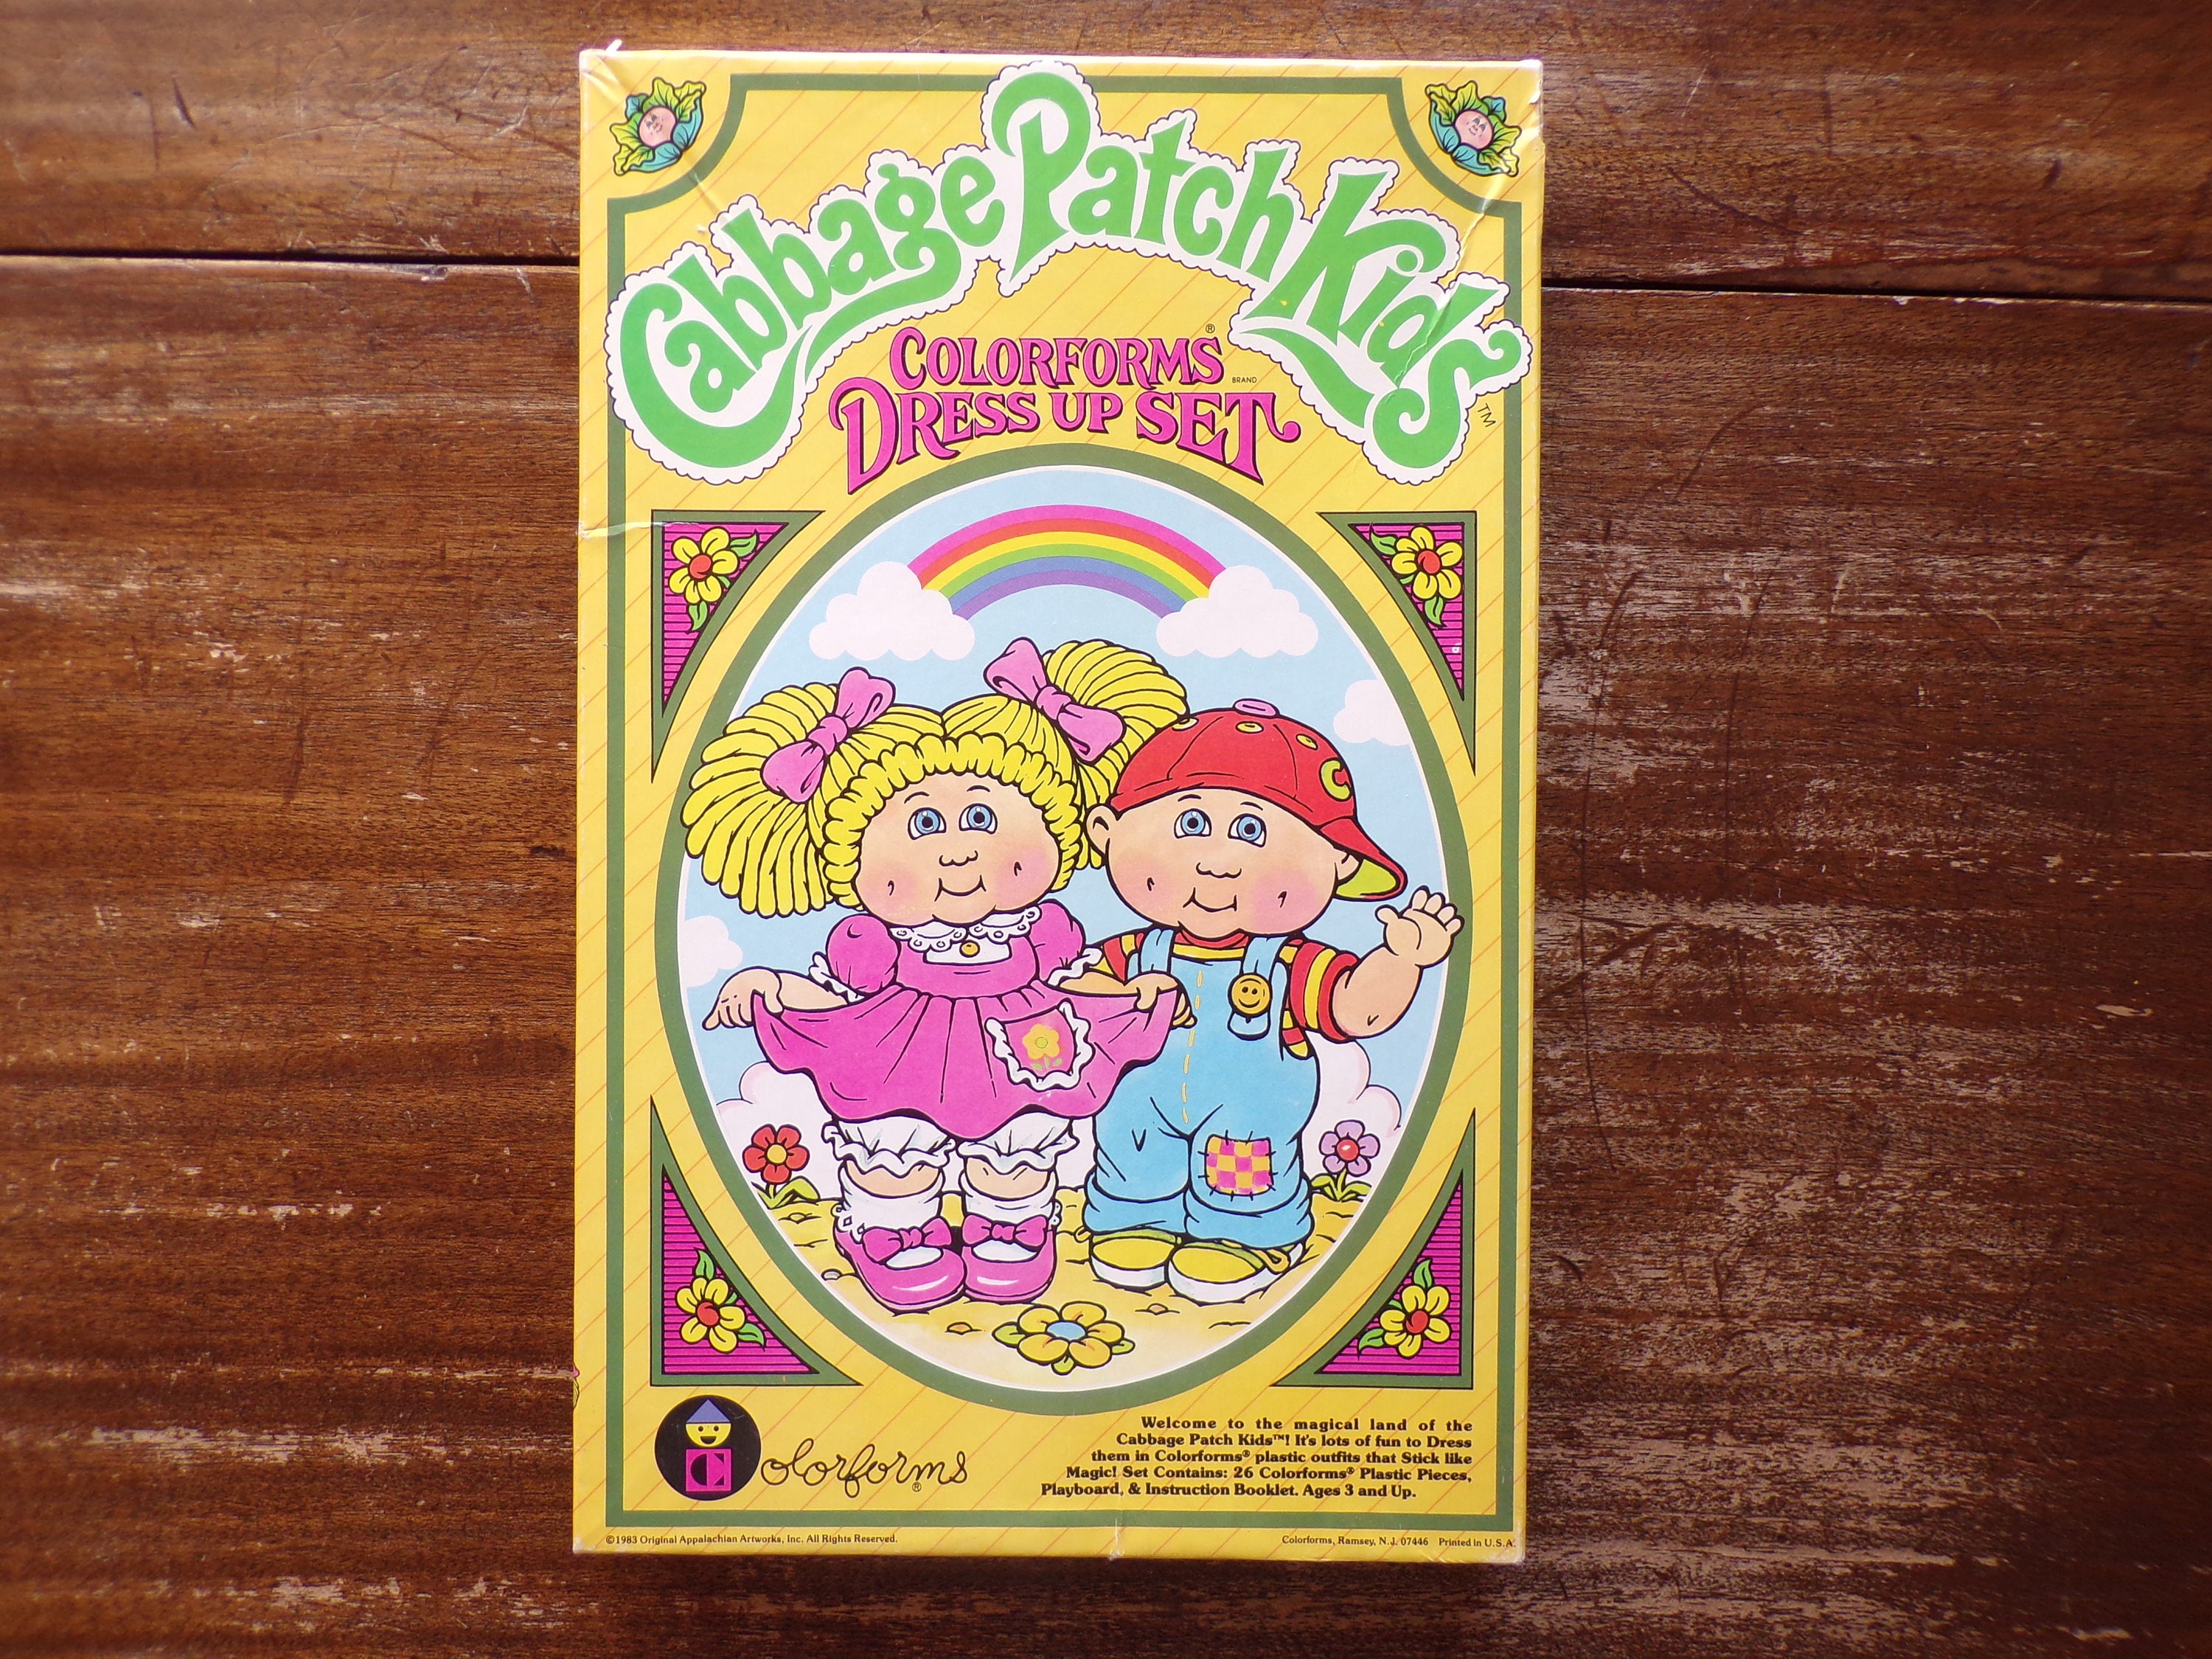 Cabbage Patch Kids™
COLORFORMS® BRAND
DRESS UP SET
C
C olorforms®
Welcome to the magical land of the
Cabbage Patch Kids™! It's lots of fun to Dress
them in Colorforms® plastic outfits that Stick like
Magic! Set Contains: 26 Colorforms® Plastic Pieces,
Playboard, & Instruction Booklet. Ages 3 and Up.
©1983 Original Appalachian Artworks, Inc. All Rights Reserved.
Colorforms, Ramsey, N.J. 07446 Printed in U.S.A.